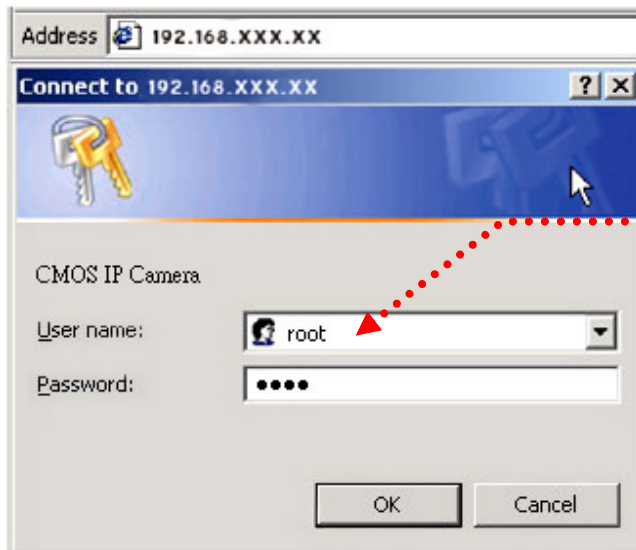 Address 192.168.XXX.XX
Connect to 192.168.XXX.XX ? X
CMOS IP Camera
User name: root
Password: ••••
OK Cancel